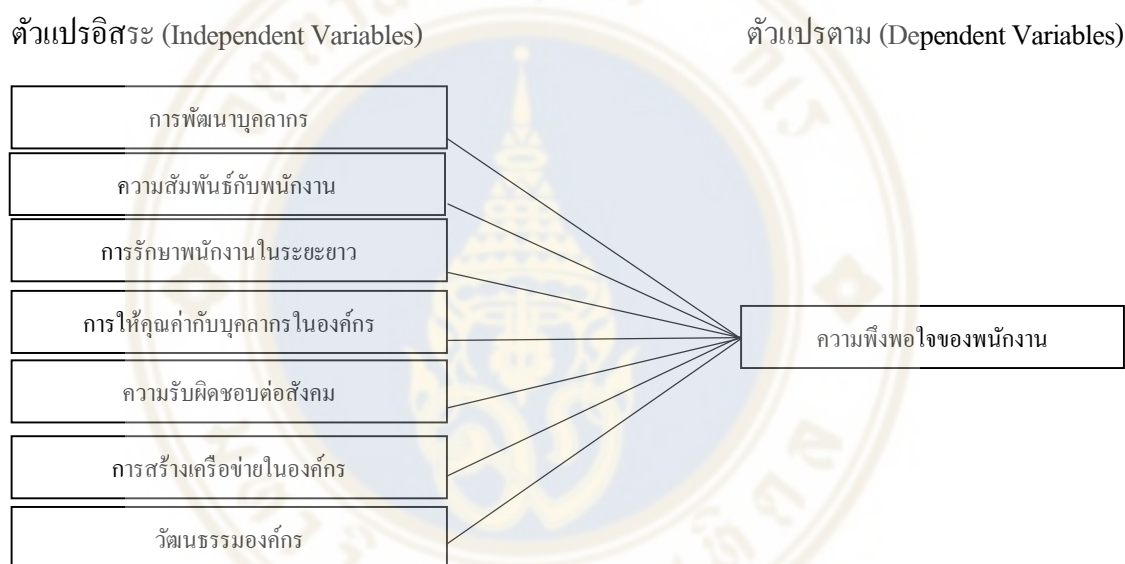 ตัวแปรอิสระ (Independent Variables)
ตัวแปรตาม (Dependent Variables)
การพัฒนาบุคลากร
ความสัมพันธ์กับพนักงาน
การรักษาพนักงานในระยะยาว
การให้คุณค่ากับบุคลากรในองค์กร
ความพึงพอใจของพนักงาน
ความรับผิดชอบต่อสังคม
การสร้างเครือข่ายในองค์กร
วัฒนธรรมองค์กร